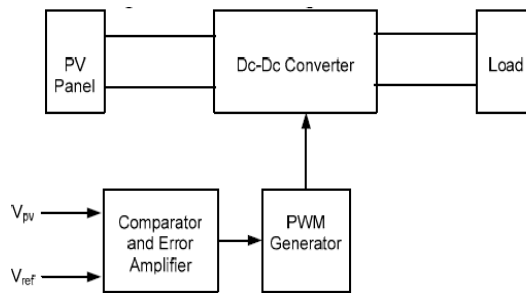 PV
Panel
Dc-Dc Converter
Load
Vpv
Comparator
and Error
Amplifier
PWM
Generator
Vref